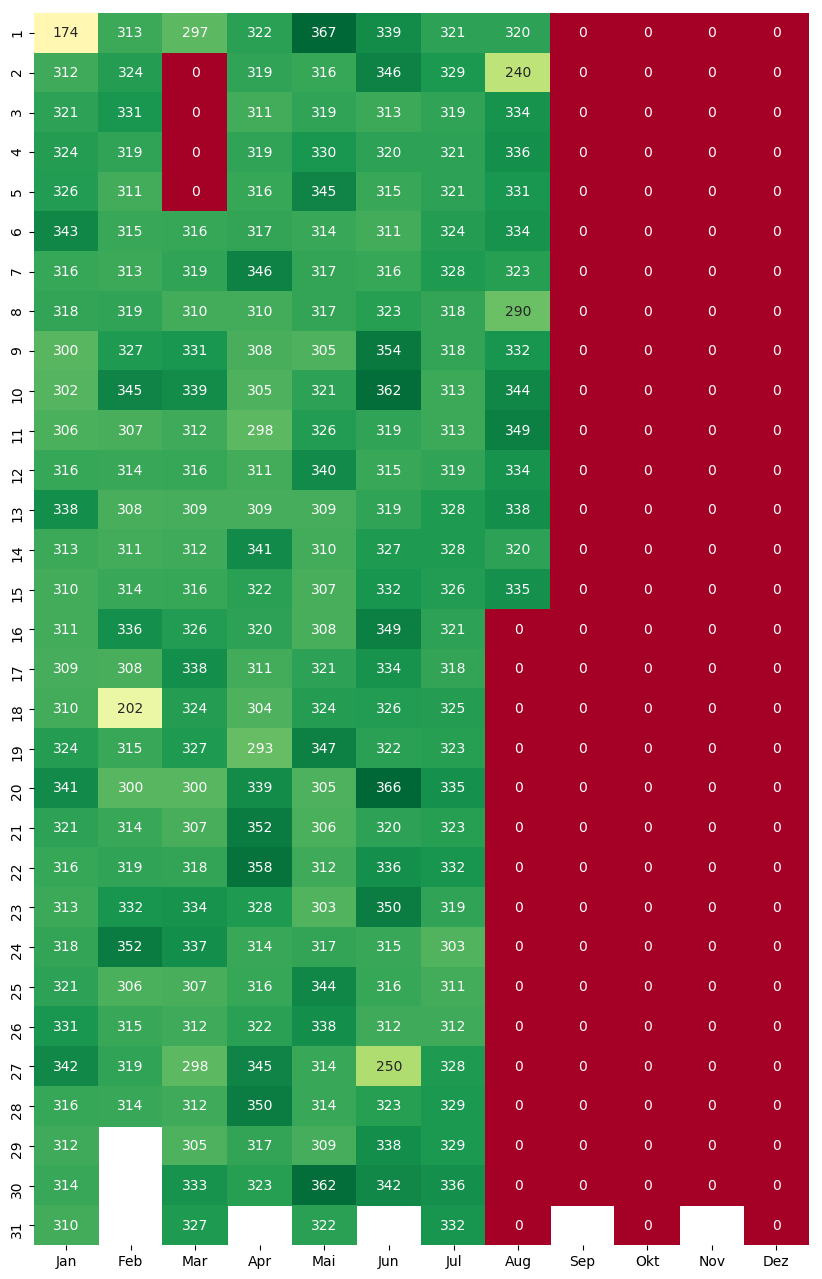 1 174 313 297 322 367 339 321 320 0 0 0 0
2 312 324 0 319 316 346 329 240 0 0 0 0
3 321 331 0 311 319 313 319 334 0 0 0 0
4 324 319 0 319 330 320 321 336 0 0 0 0
5 326 311 0 316 345 315 321 331 0 0 0 0
6 343 315 316 317 314 311 324 334 0 0 0 0
7 316 313 319 346 317 316 328 323 0 0 0 0
8 318 319 310 310 317 323 318 290 0 0 0 0
9 300 327 331 308 305 354 318 332 0 0 0 0
10 302 345 339 305 321 362 313 344 0 0 0 0
11 306 307 312 298 326 319 313 349 0 0 0 0
12 316 314 316 311 340 315 319 334 0 0 0 0
13 338 308 309 309 309 319 328 338 0 0 0 0
14 313 311 312 341 310 327 328 320 0 0 0 0
15 310 314 316 322 307 332 326 335 0 0 0 0
16 311 336 326 320 308 349 321 0 0 0 0 0
17 309 308 338 311 321 334 318 0 0 0 0 0
18 310 202 324 304 324 326 325 0 0 0 0 0
19 324 315 327 293 347 322 323 0 0 0 0 0
20 341 300 300 339 305 366 335 0 0 0 0 0
21 321 314 307 352 306 320 323 0 0 0 0 0
22 316 319 318 358 312 336 332 0 0 0 0 0
23 313 332 334 328 303 350 319 0 0 0 0 0
24 318 352 337 314 317 315 303 0 0 0 0 0
25 321 306 307 316 344 316 311 0 0 0 0 0
26 331 315 312 322 338 312 312 0 0 0 0 0
27 342 319 298 345 314 250 328 0 0 0 0 0
28 316 314 312 350 314 323 329 0 0 0 0 0
29 312 305 317 309 338 329 0 0 0 0 0
30 314 333 323 362 342 336 0 0 0 0 0
31 310 327 322 332 0 0 0
Jan Feb Mar Apr Mai Jun Jul Aug Sep Okt Nov Dez